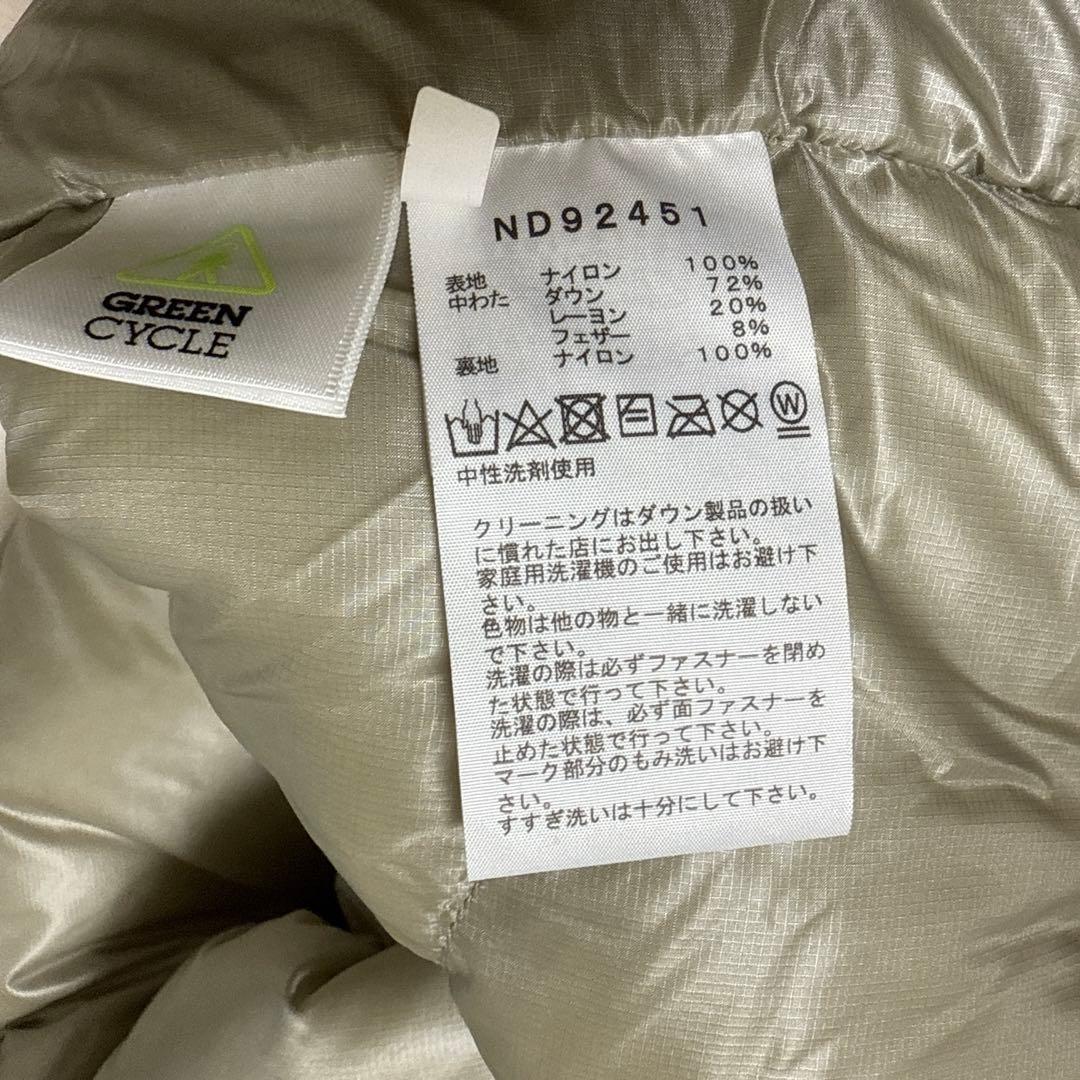 GREEN
CYCLE
ND92451
表地 ナイロン 100%
中わた ダウン 72%
レーヨン 20%
フェザー 8%
裏地 ナイロン 100%
W
中性洗剤使用
クリーニングはダウン製品の扱い
に慣れた店にお出し下さい。
家庭用洗濯機のご使用はお避け下
さい。
色物は他の物と一緒に洗濯しない
で下さい。
洗濯の際は必ずファスナーを閉め
た状態で行って下さい。
洗濯の際は、必ず面ファスナーを
止めた状態で行って下さい。
マーク部分のもみ洗いはお避け下
さい。
すすぎ洗いは十分にして下さい。